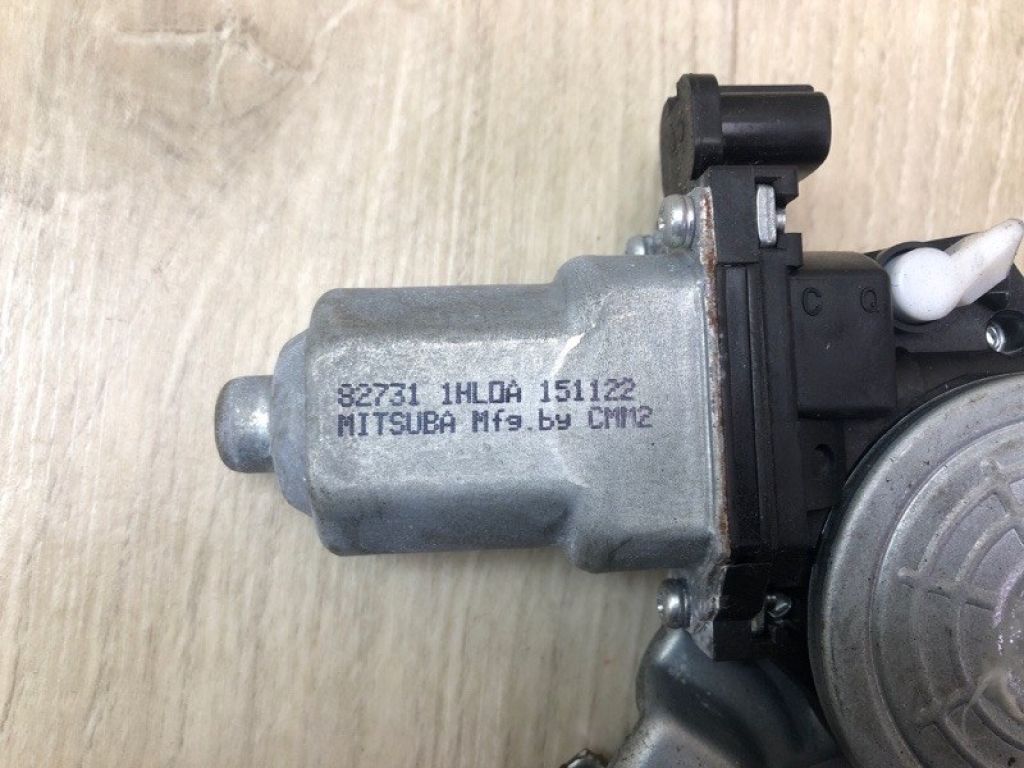 82731 1HL0A 151122
MITSUBA Mfg.by CMM2
C Q